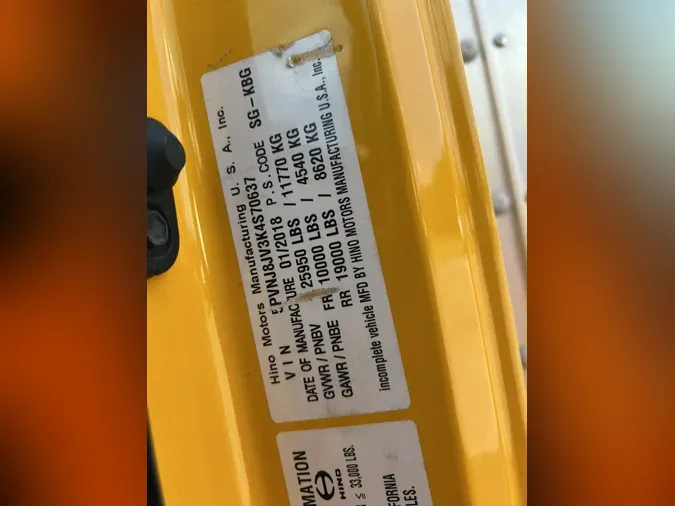 Hino Motors Manufacturing U. S. A., Inc.
VIN 5PVNJ8JV3K4S70637
DATE OF MANUFACTURE 01/2018 P.S.CODE SG-KBG
GVWR / PNBV 25950 LBS / 11770 KG
GAWR / PNBE FR 10000 LBS / 4540 KG
RR 19000 LBS / 8620 KG
incomplete vehicle MFD BY HINO MOTORS MANUFACTURING U.S.A., Inc.
MATION
HINO
≤ 33,000 LBS.
FORNIA
LES.